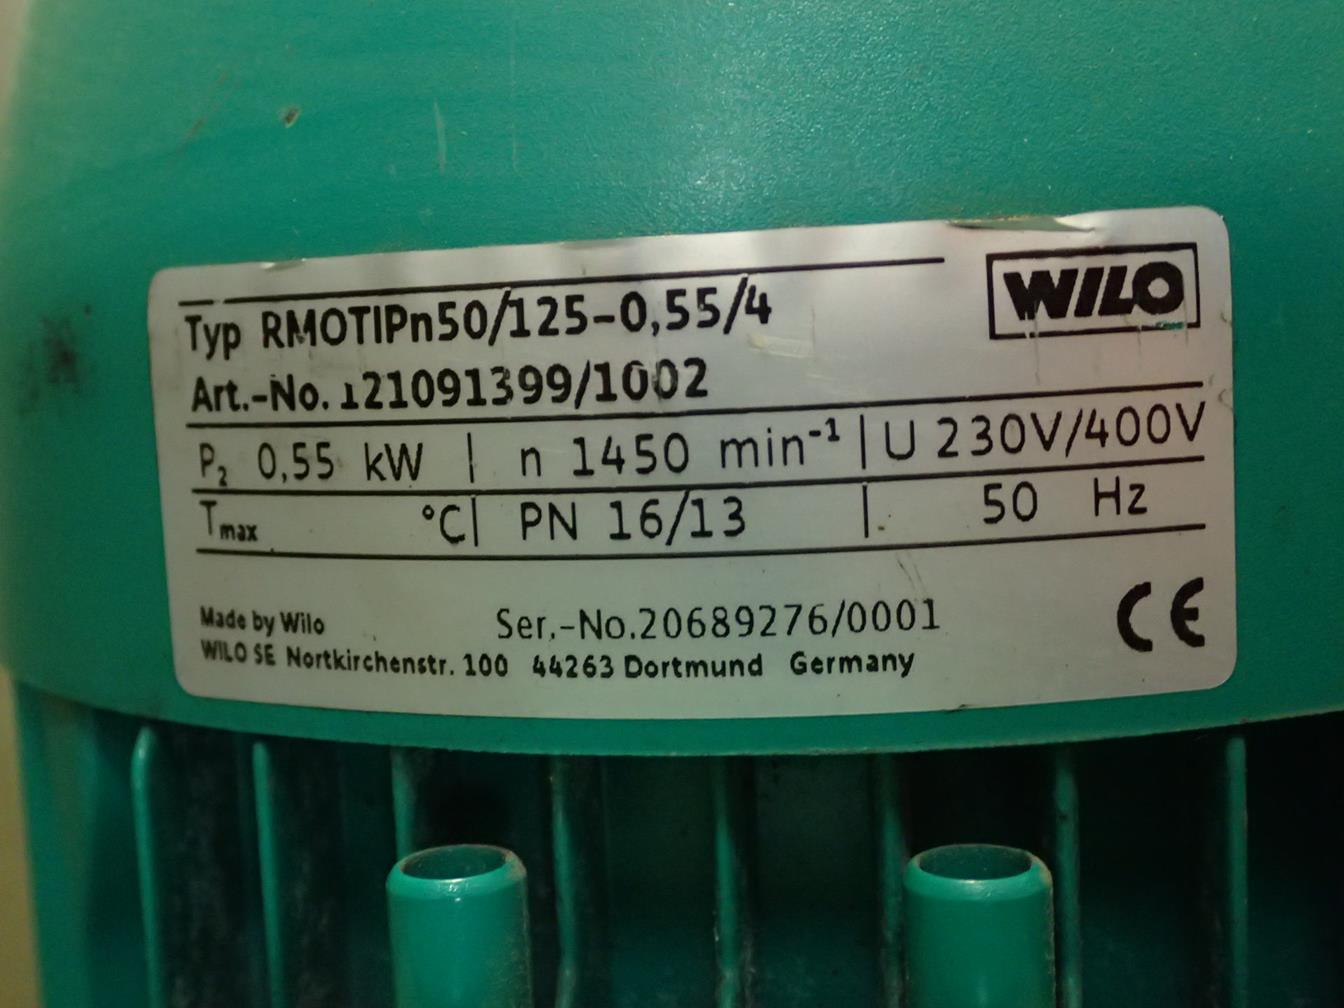 WILO
Typ RMOTIPn50/125-0,55/4
Art.-No. 121091399/1002
P₂ 0,55 kW | n 1450 min⁻¹ | U 230V/400V
Tmax °C | PN 16/13 | 50 Hz
Made by Wilo Ser.-No.20689276/0001
WILO SE Nortkirchenstr. 100 44263 Dortmund Germany
CE